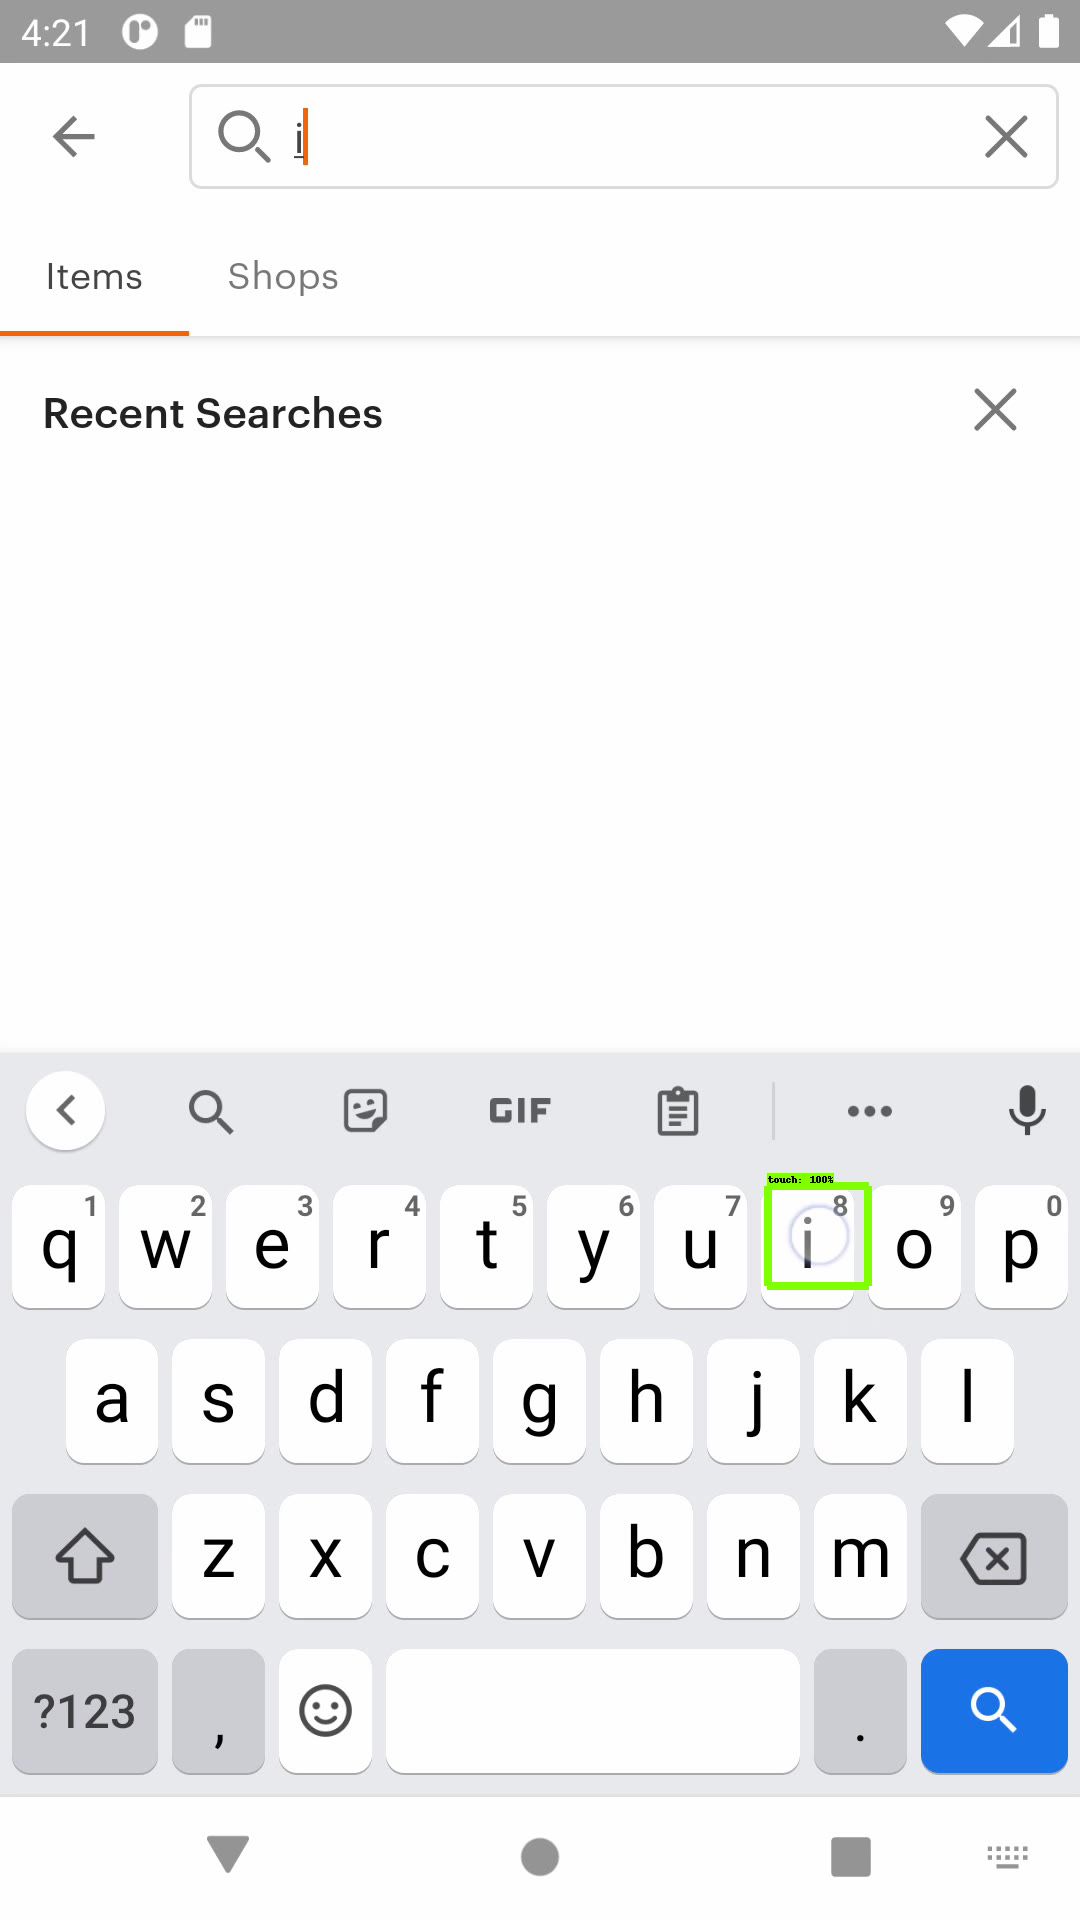 4:21
i
Items Shops
Recent Searches
GIF
touch: 100%
1 2 3 4 5 6 7 8 9 0
q w e r t y u i o p
a s d f g h j k l
z x c v b n m
?123 , .